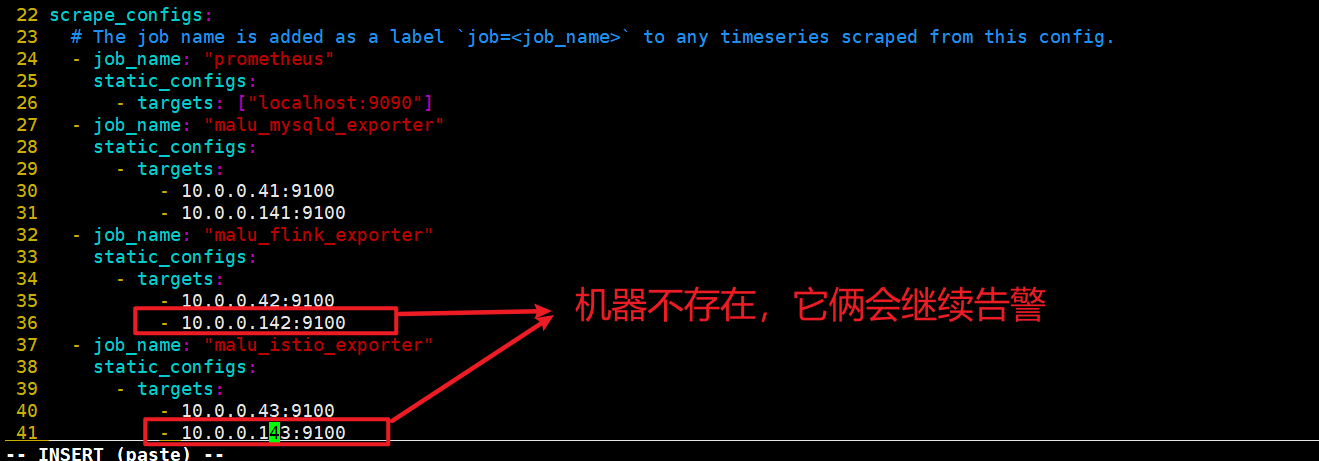 22 scrape_configs:
23   # The job name is added as a label `job=<job_name>` to any timeseries scraped from this config.
24   - job_name: "prometheus"
25     static_configs:
26       - targets: ["localhost:9090"]
27   - job_name: "malu_mysqld_exporter"
28     static_configs:
29       - targets:
30           - 10.0.0.41:9100
31           - 10.0.0.141:9100
32   - job_name: "malu_flink_exporter"
33     static_configs:
34       - targets:
35           - 10.0.0.42:9100
机器不存在，它俩会继续告警
36           - 10.0.0.142:9100
37   - job_name: "malu_istio_exporter"
38     static_configs:
39       - targets:
40           - 10.0.0.43:9100
41           - 10.0.0.143:9100
-- INSERT (paste) --